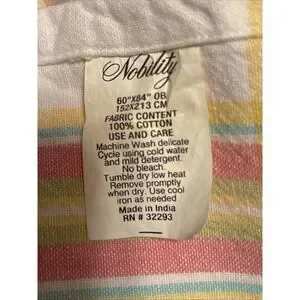 Nobility
60"X84" OB
152X213 CM
FABRIC CONTENT
100% COTTON
USE AND CARE
Machine Wash delicate
Cycle using cold water
and mild detergent.
No bleach.
Tumble dry low heat
Remove promptly
when dry. Use cool
iron as needed
Made in India
RN # 32293